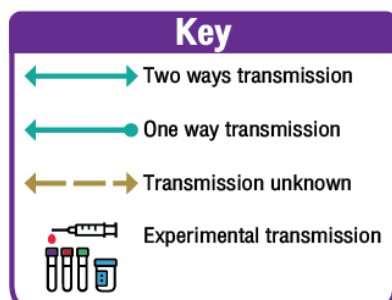 Key
Two ways transmission
One way transmission
Transmission unknown
Experimental transmission